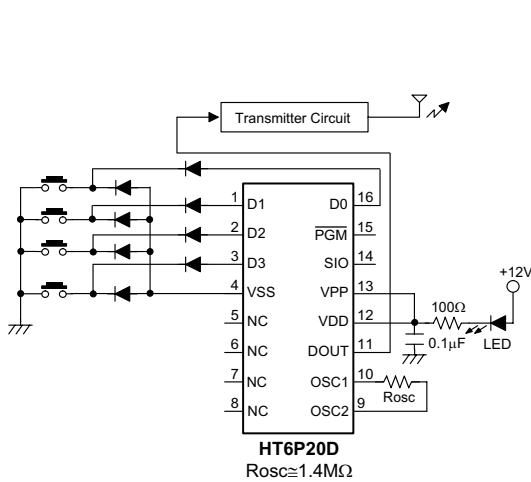 Transmitter Circuit
1 D1
D0 16
2 D2
PGM 15
3 D3
SIO 14
4 VSS
VPP 13
5 NC
VDD 12
6 NC
DOUT 11
7 NC
OSC1 10
8 NC
OSC2 9
+12V
100Ω
0.1μF
LED
Rosc
HT6P20D
Rosc≅1.4MΩ